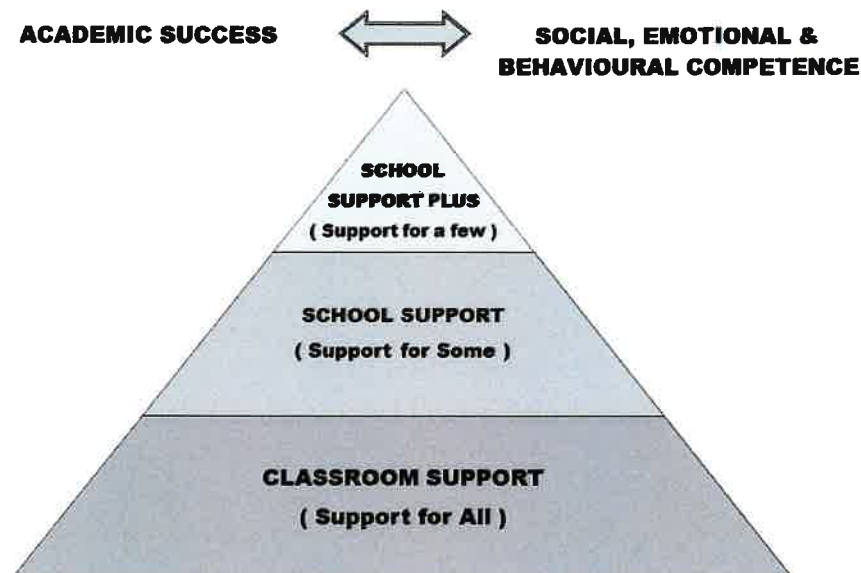 ACADEMIC SUCCESS
SOCIAL, EMOTIONAL &
BEHAVIOURAL COMPETENCE
SCHOOL
SUPPORT PLUS
( Support for a few )
SCHOOL SUPPORT
( Support for Some )
CLASSROOM SUPPORT
( Support for All )